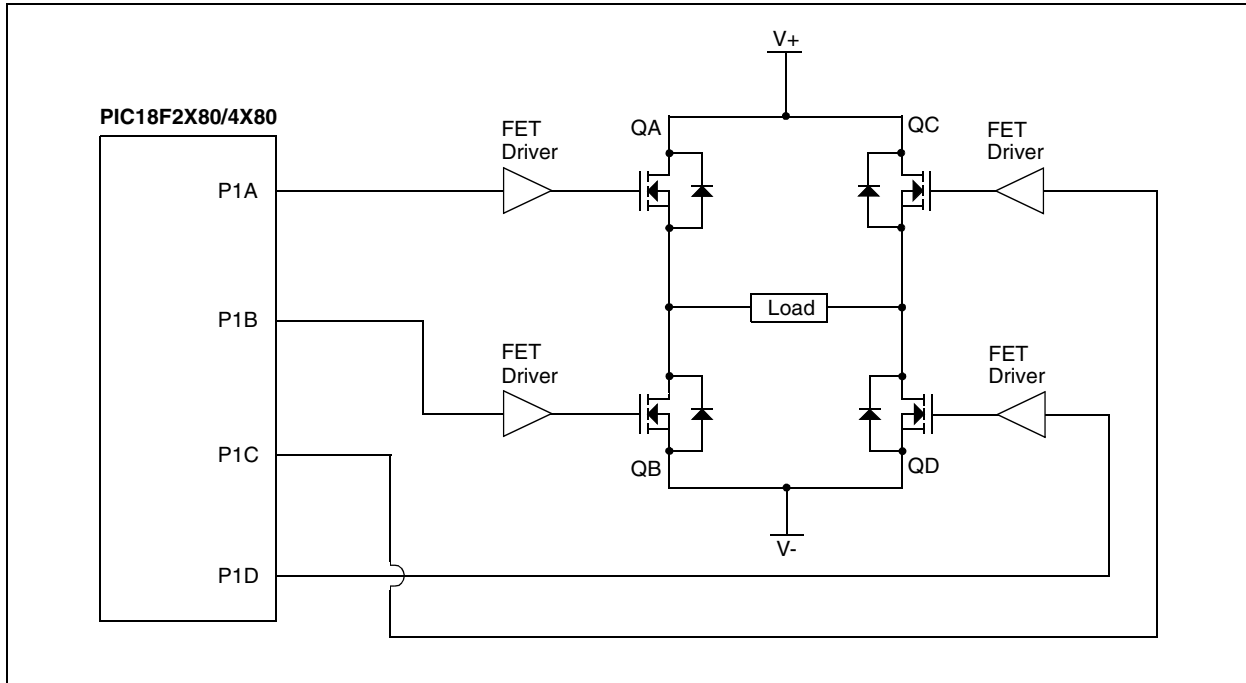 V+
PIC18F2X80/4X80
FET
Driver
QA
QC
FET
Driver
P1A
Load
P1B
FET
Driver
FET
Driver
P1C
QB
QD
V-
P1D